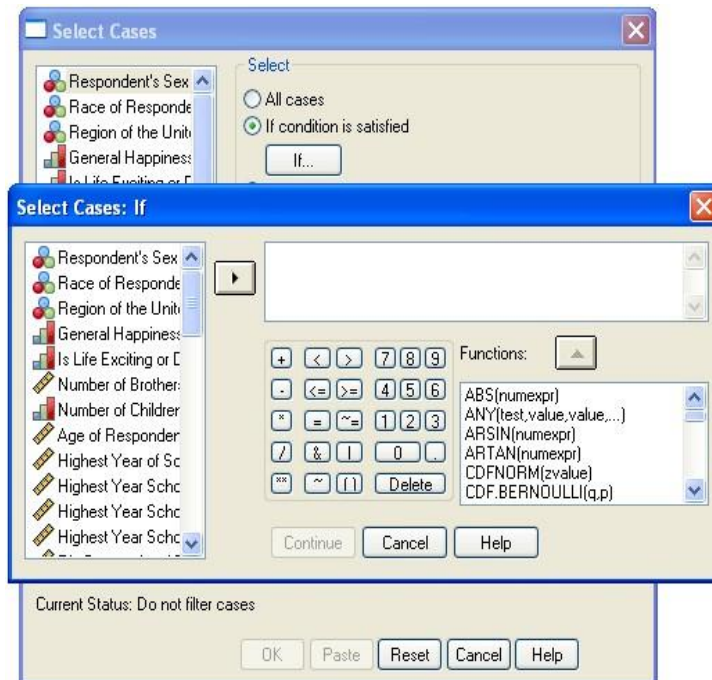 Select Cases
Respondent's Sex
Race of Responde
Region of the Unit
General Happiness
Select
All cases
If condition is satisfied
If...
Select Cases: If
Respondent's Sex
Race of Responde
Region of the Unit
General Happiness
Is Life Exciting or D
Number of Brother
Number of Children
Age of Responden
Highest Year of Sc
Highest Year Scho
Highest Year Scho
Highest Year Scho
Highest Year Scho
+ < > 7 8 9
- <= >= 4 5 6
* = ~= 1 2 3
/ & | 0 .
** ~ () Delete
Functions:
ABS(numexpr)
ANY(test,value,value,...)
ARSIN(numexpr)
ARTAN(numexpr)
CDFNORM(zvalue)
CDF.BERNOULLI(q,p)
Continue Cancel Help
Current Status: Do not filter cases
OK Paste Reset Cancel Help